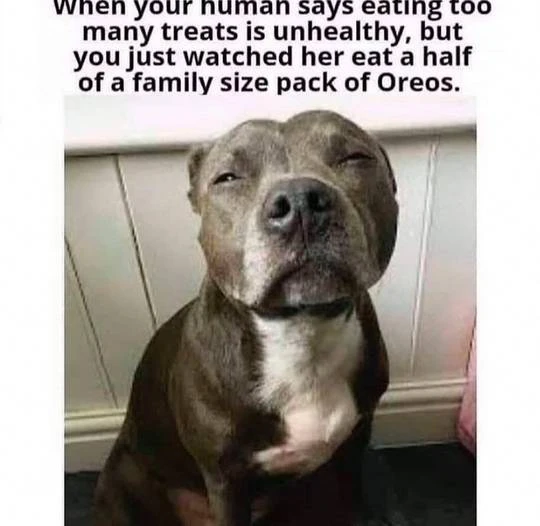 When your human says eating too
many treats is unhealthy, but
you just watched her eat a half
of a family size pack of Oreos.